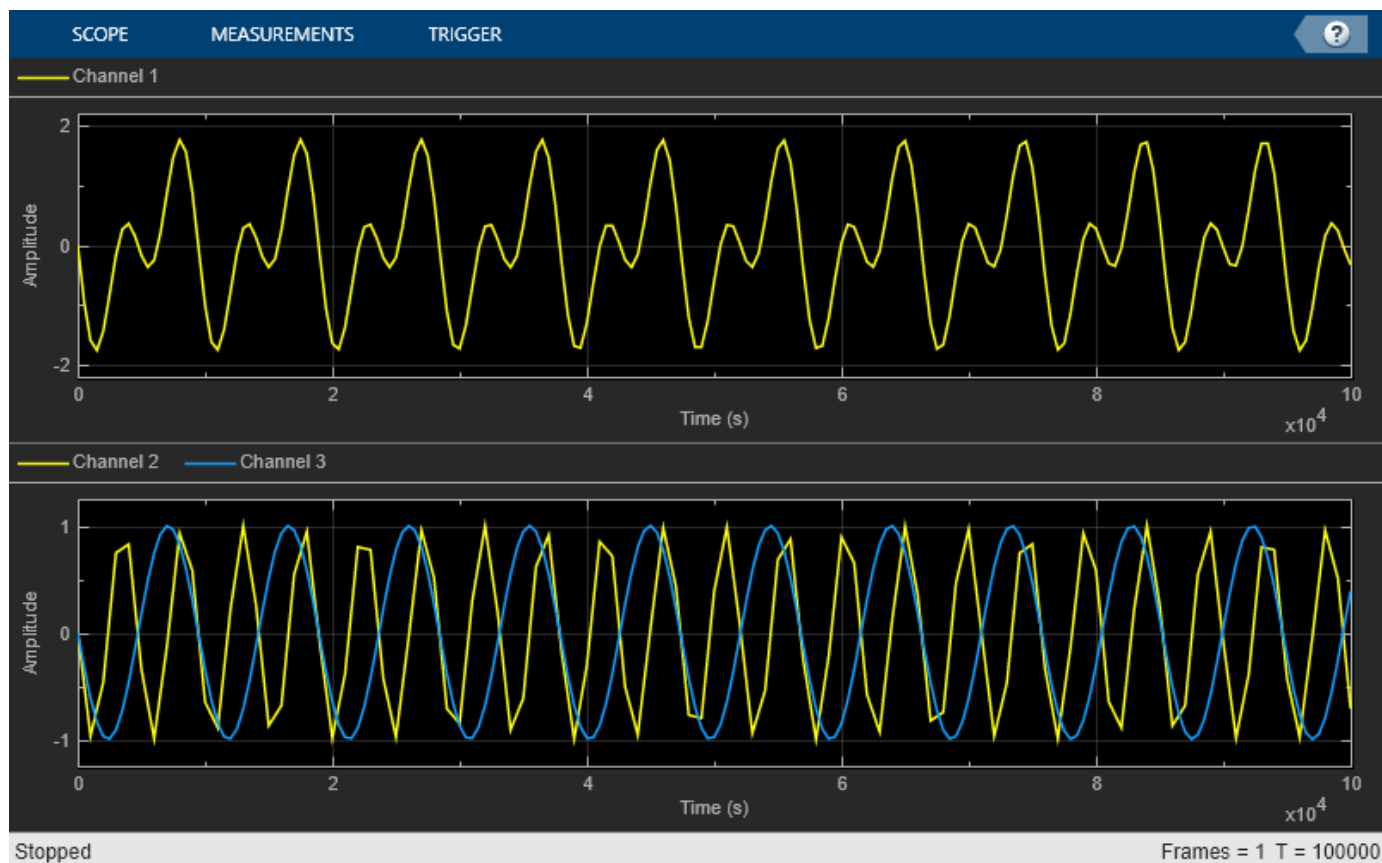 SCOPE MEASUREMENTS TRIGGER ?
Channel 1
2
0
-2
Amplitude
0 2 4 6 8 10
Time (s)
x10^4
Channel 2 Channel 3
1
0
-1
Amplitude
0 2 4 6 8 10
Time (s)
x10^4
Stopped Frames = 1 T = 100000